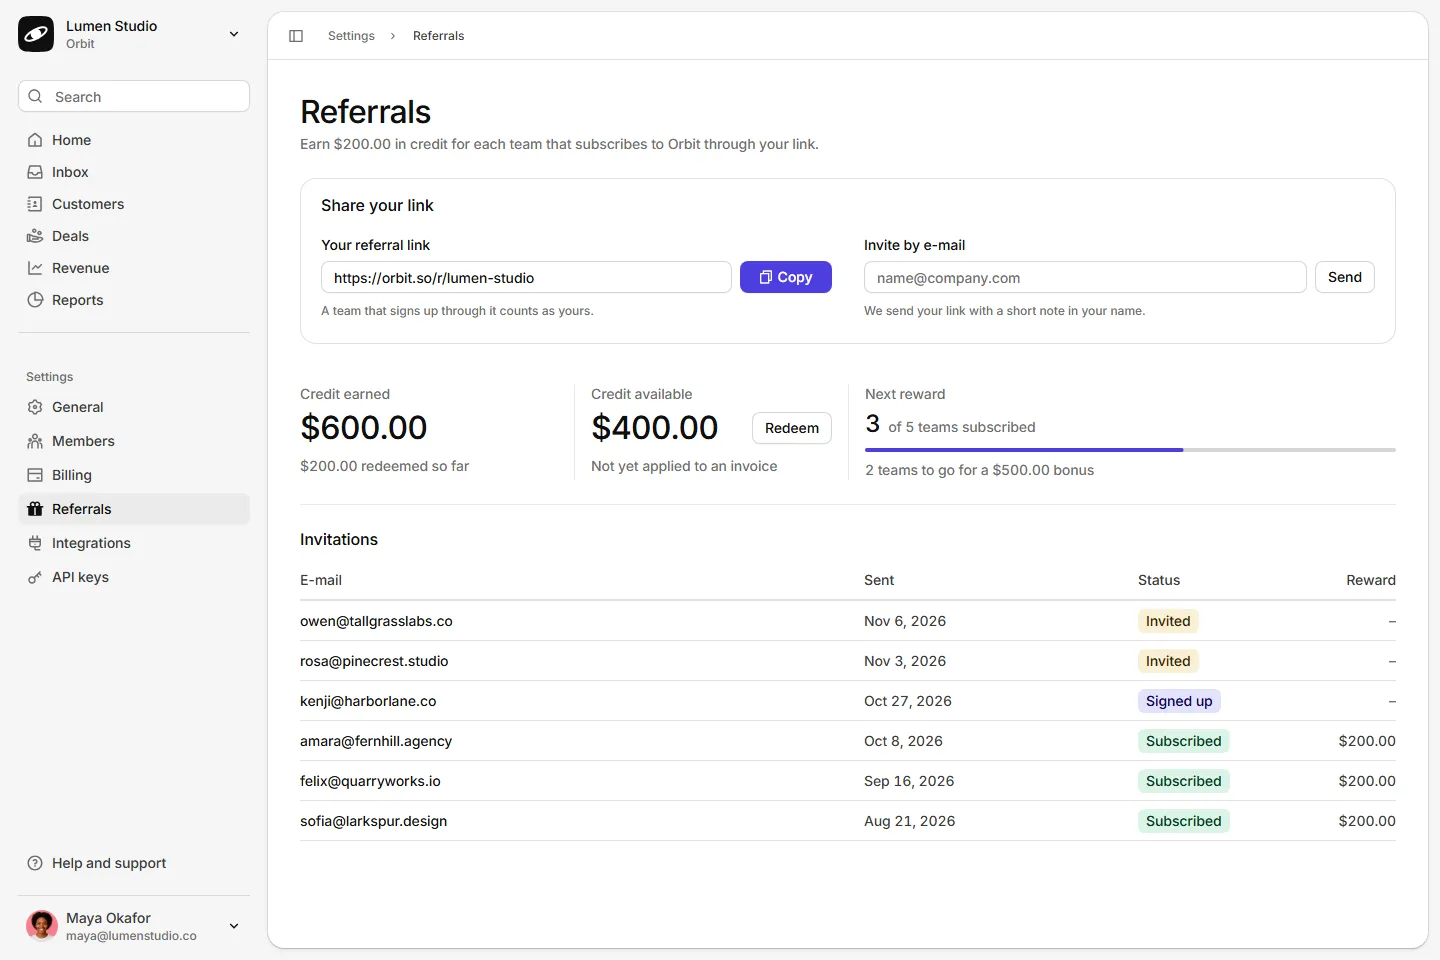 Lumen Studio
Orbit
Search
Home
Inbox
Customers
Deals
Revenue
Reports
Settings
General
Members
Billing
Referrals
Integrations
API keys
Help and support
Maya Okafor
maya@lumenstudio.co
Settings › Referrals
Referrals
Earn $200.00 in credit for each team that subscribes to Orbit through your link.
Share your link
Your referral link
https://orbit.so/r/lumen-studio
Copy
A team that signs up through it counts as yours.
Invite by e-mail
name@company.com
Send
We send your link with a short note in your name.
Credit earned
$600.00
$200.00 redeemed so far
Credit available
$400.00
Redeem
Not yet applied to an invoice
Next reward
3 of 5 teams subscribed
2 teams to go for a $500.00 bonus
Invitations
E-mail Sent Status Reward
owen@tallgrasslabs.co Nov 6, 2026 Invited –
rosa@pinecrest.studio Nov 3, 2026 Invited –
kenji@harborlane.co Oct 27, 2026 Signed up –
amara@fernhill.agency Oct 8, 2026 Subscribed $200.00
felix@quarryworks.io Sep 16, 2026 Subscribed $200.00
sofia@larkspur.design Aug 21, 2026 Subscribed $200.00